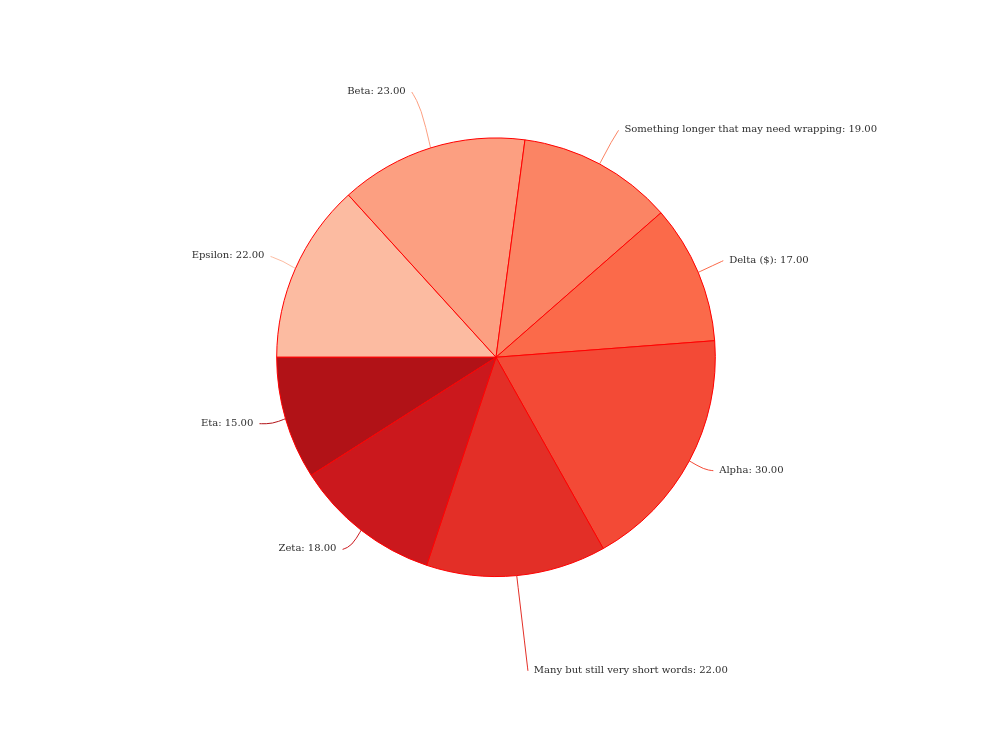 Beta: 23.00
Something longer that may need wrapping: 19.00
Epsilon: 22.00
Delta ($): 17.00
Eta: 15.00
Alpha: 30.00
Zeta: 18.00
Many but still very short words: 22.00